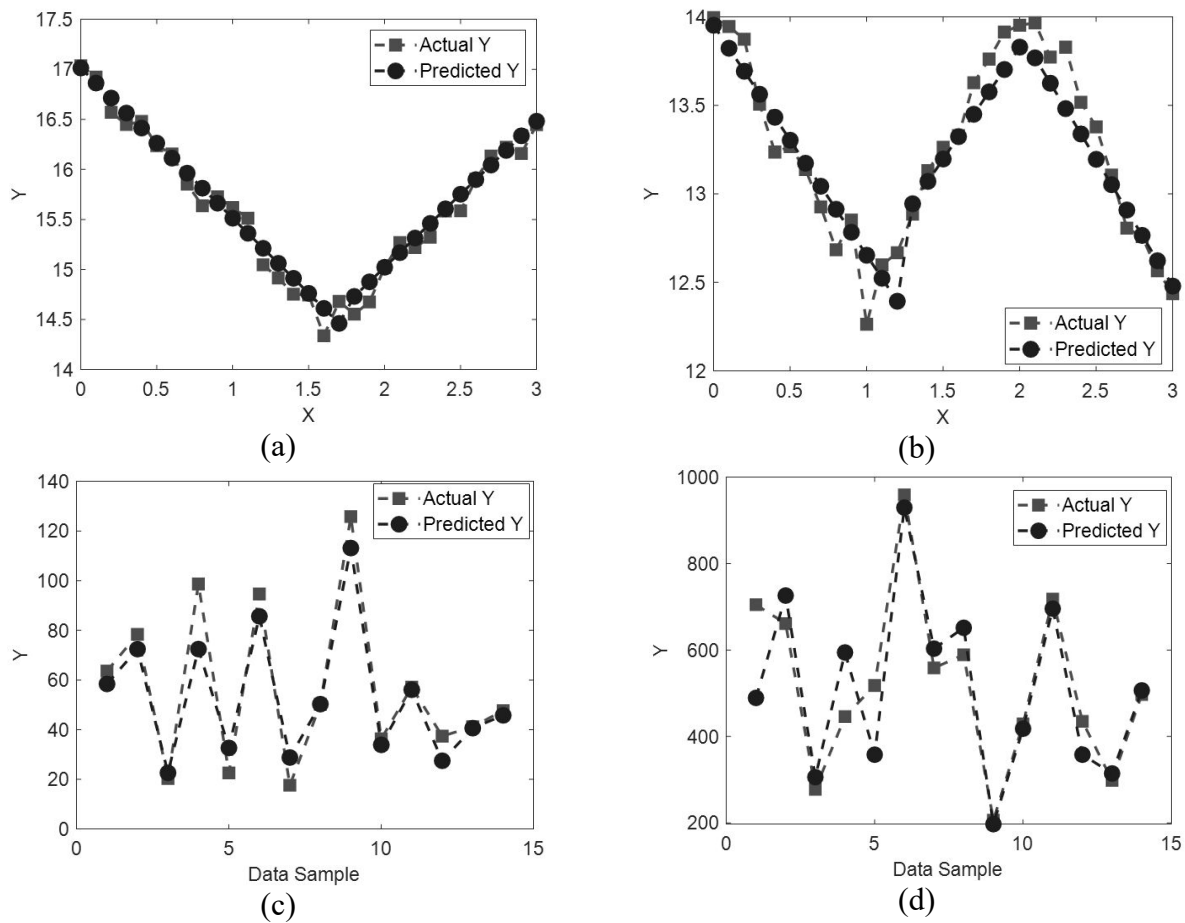 17.5
17
16.5
16
15.5
15
14.5
14
Y
Actual Y
Predicted Y
0 0.5 1 1.5 2 2.5 3
X
(a)
14
13.5
13
12.5
12
Y
Actual Y
Predicted Y
0 0.5 1 1.5 2 2.5 3
X
(b)
140
120
100
80
60
40
20
0
Y
Actual Y
Predicted Y
0 5 10 15
Data Sample
(c)
1000
800
600
400
200
Y
Actual Y
Predicted Y
0 5 10 15
Data Sample
(d)